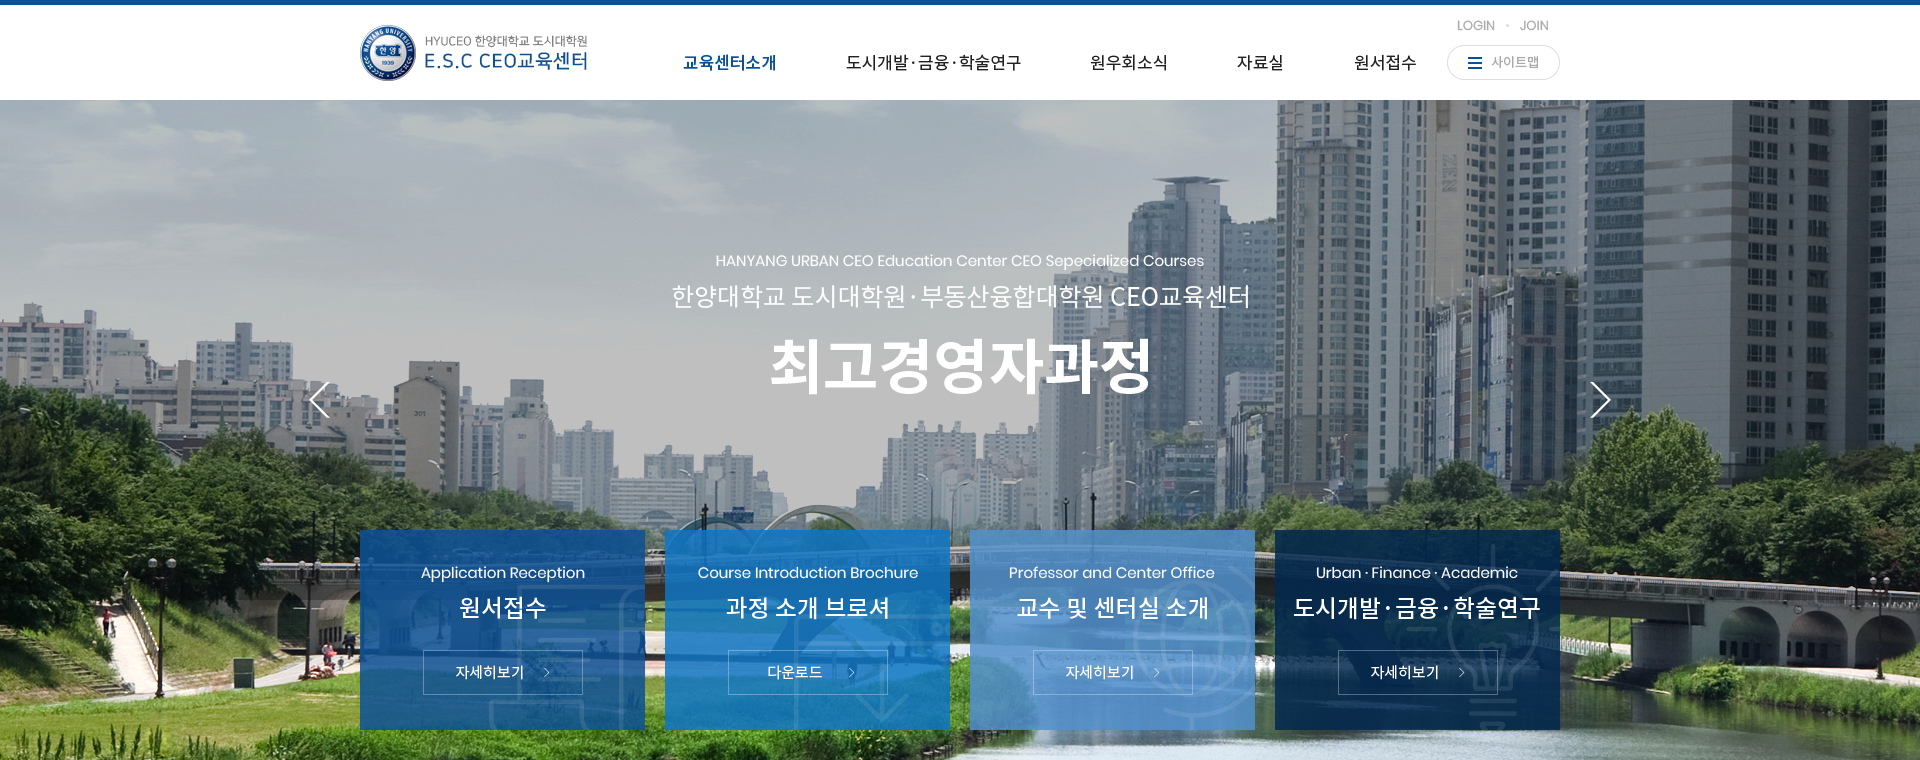 LOGIN · JOIN
HANYANG UNIVERSITY
한양
1939
HYUCEO 한양대학교 도시대학원
E.S.C CEO교육센터
교육센터소개
도시개발·금융·학술연구
원우회소식
자료실
원서접수
사이트맵
ZEN
HANYANG URBAN CEO Education Center CEO Sepecialized Courses
한양대학교 도시대학원·부동산융합대학원 CEO교육센터
최고경영자과정
301
321
Application Reception
원서접수
자세히보기
Course Introduction Brochure
과정 소개 브로셔
다운로드
Professor and Center Office
교수 및 센터실 소개
자세히보기
Urban · Finance · Academic
도시개발·금융·학술연구
자세히보기